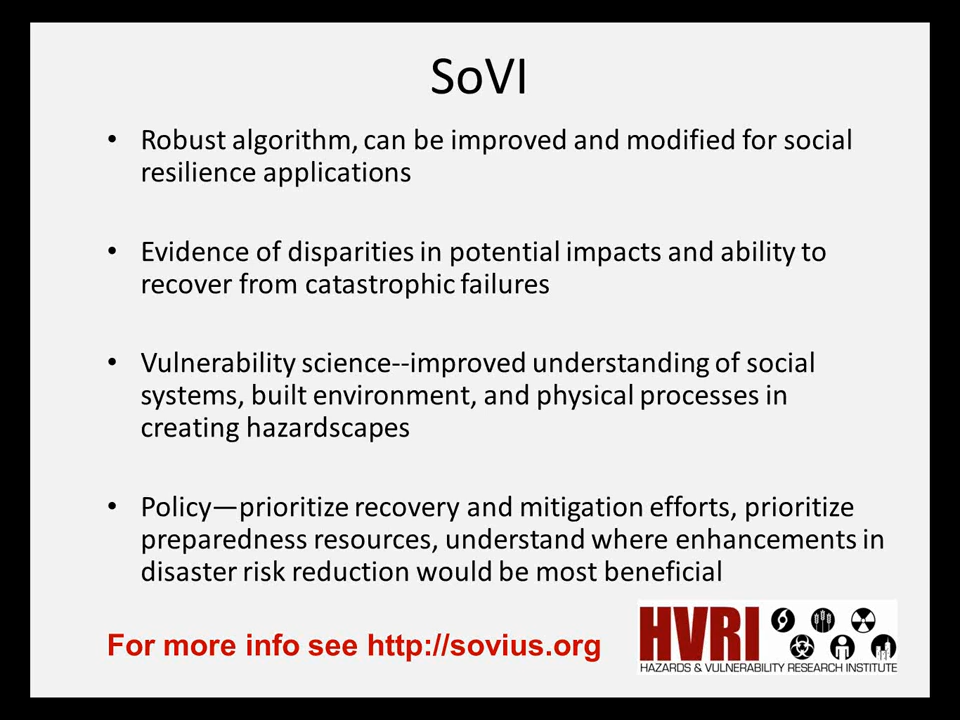 SoVI
• Robust algorithm, can be improved and modified for social
resilience applications
• Evidence of disparities in potential impacts and ability to
recover from catastrophic failures
• Vulnerability science--improved understanding of social
systems, built environment, and physical processes in
creating hazardscapes
• Policy—prioritize recovery and mitigation efforts, prioritize
preparedness resources, understand where enhancements in
disaster risk reduction would be most beneficial
For more info see http://sovius.org
HVRI
HAZARDS & VULNERABILITY RESEARCH INSTITUTE